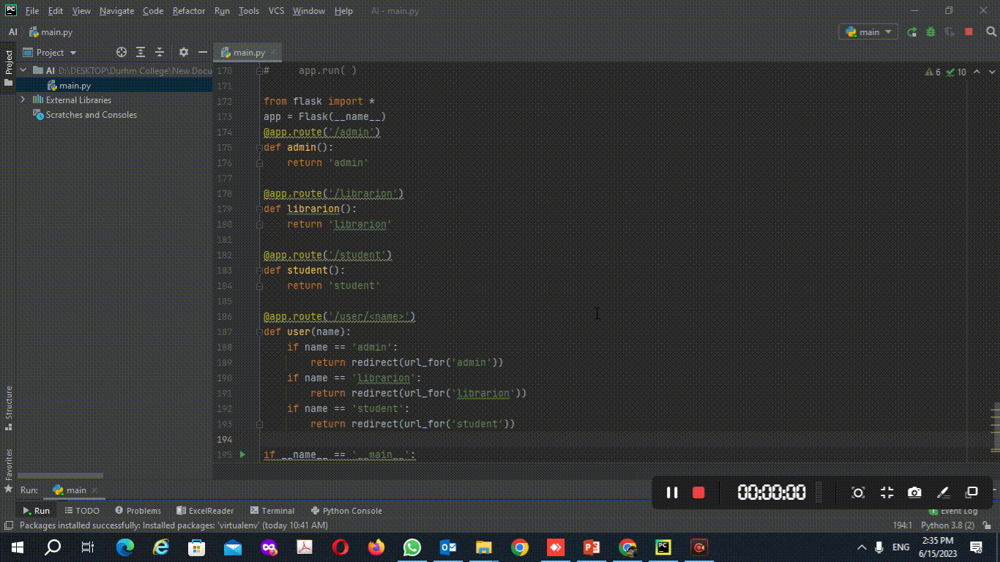 File Edit View Navigate Code Refactor Run Tools VCS Window Help AI - main.py
AI main.py main
Project main.py
Project
AI D:\DESKTOP\Durhm College\New Docu
main.py
External Libraries
Scratches and Consoles
6 10
170 # app.run( )
171
172 from flask import *
173 app = Flask(__name__)
174 @app.route('/admin')
175 def admin():
176 return 'admin'
177
178 @app.route('/librarion')
179 def librarion():
180 return 'librarion'
181
182 @app.route('/student')
183 def student():
184 return 'student'
185
186 @app.route('/user/<name>')
187 def user(name):
188 if name == 'admin':
189 return redirect(url_for('admin'))
190 if name == 'librarion':
191 return redirect(url_for('librarion'))
192 if name == 'student':
193 return redirect(url_for('student'))
194
195 if __name__ == '__main__':
Structure
Favorites
Run: main
00:00:00
Run TODO Problems ExcelReader Terminal Python Console Event Log
Packages installed successfully: Installed packages: 'virtualenv' (today 10:41 AM) 194:1 Python 3.8 (2)
ENG 2:35 PM
6/15/2023